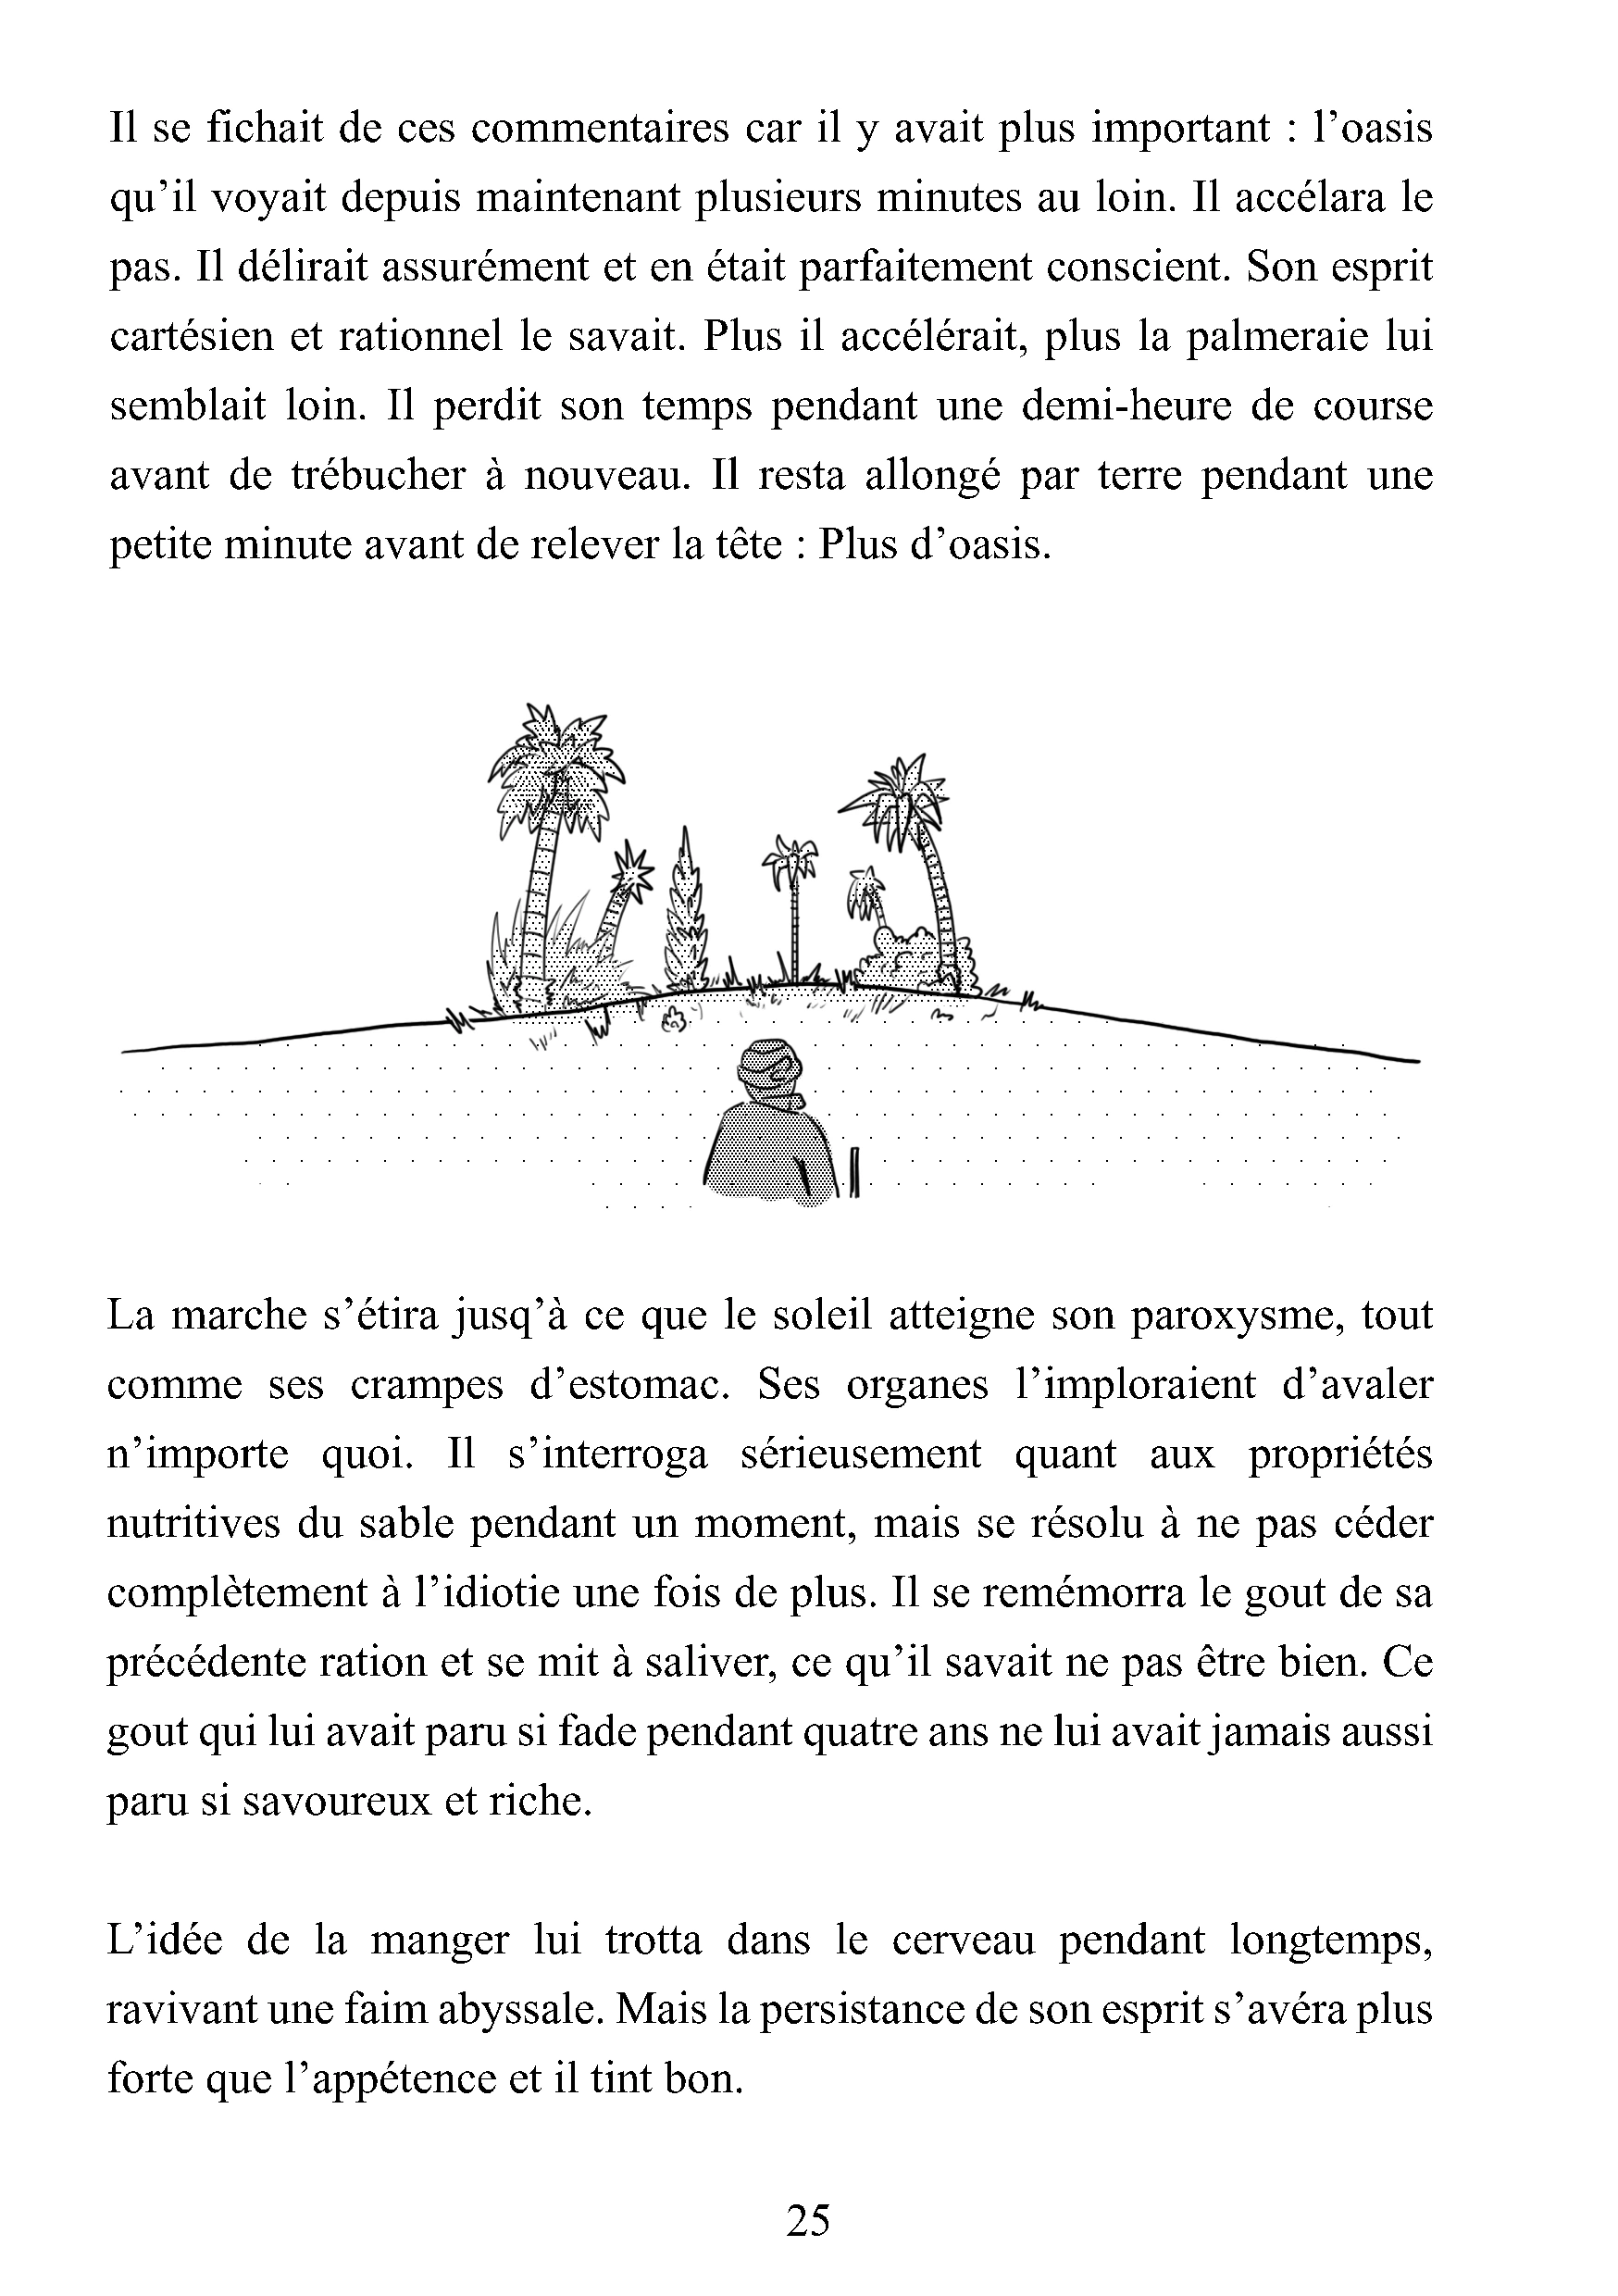 Il se fichait de ces commentaires car il y avait plus important : l’oasis
qu’il voyait depuis maintenant plusieurs minutes au loin. Il accélara le
pas. Il délirait assurément et en était parfaitement conscient. Son esprit
cartésien et rationnel le savait. Plus il accélérait, plus la palmeraie lui
semblait loin. Il perdit son temps pendant une demi-heure de course
avant de trébucher à nouveau. Il resta allongé par terre pendant une
petite minute avant de relever la tête : Plus d’oasis.
La marche s’étira jusqu’à ce que le soleil atteigne son paroxysme, tout
comme ses crampes d’estomac. Ses organes l’imploraient d’avaler
n’importe quoi. Il s’interroga sérieusement quant aux propriétés
nutritives du sable pendant un moment, mais se résolu à ne pas céder
complètement à l’idiotie une fois de plus. Il se remémorra le gout de sa
précédente ration et se mit à saliver, ce qu’il savait ne pas être bien. Ce
gout qui lui avait paru si fade pendant quatre ans ne lui avait jamais aussi
paru si savoureux et riche.
L’idée de la manger lui trotta dans le cerveau pendant longtemps,
ravivant une faim abyssale. Mais la persistance de son esprit s’avéra plus
forte que l’appétence et il tint bon.
25